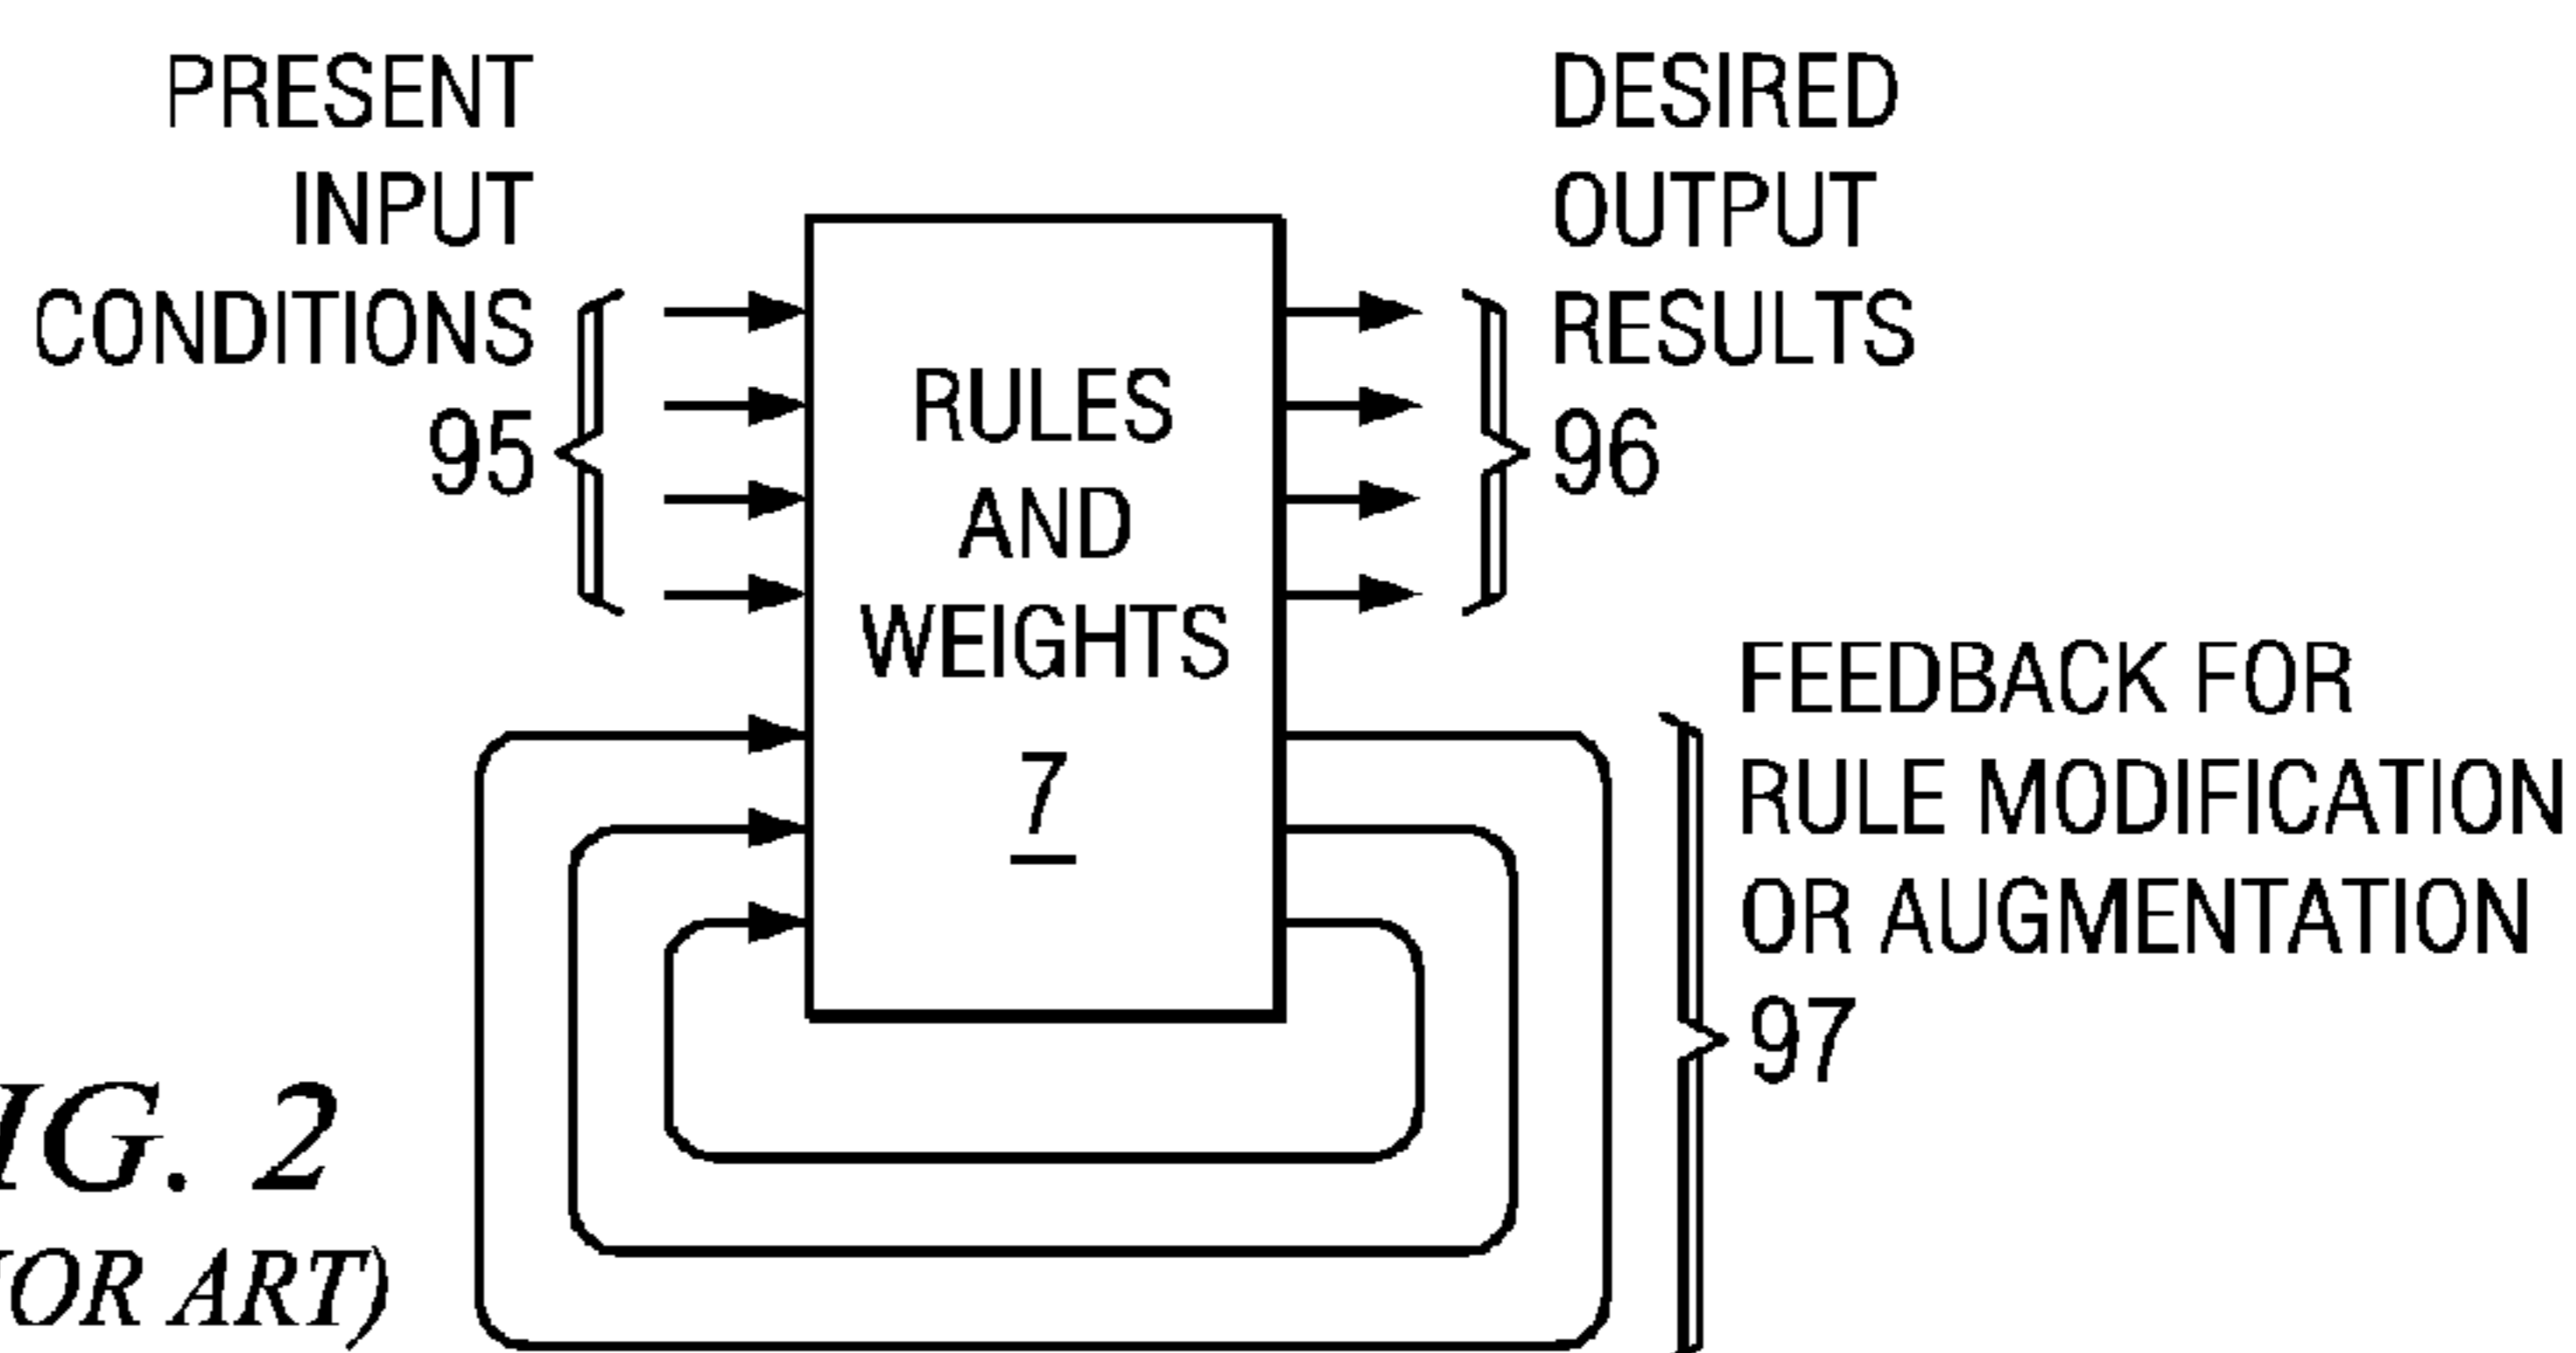 PRESENT
INPUT
CONDITIONS
95
DESIRED
OUTPUT
RESULTS
96
RULES
AND
WEIGHTS
7
FEEDBACK FOR
RULE MODIFICATION
OR AUGMENTATION
97
IG. 2
IOR ART)